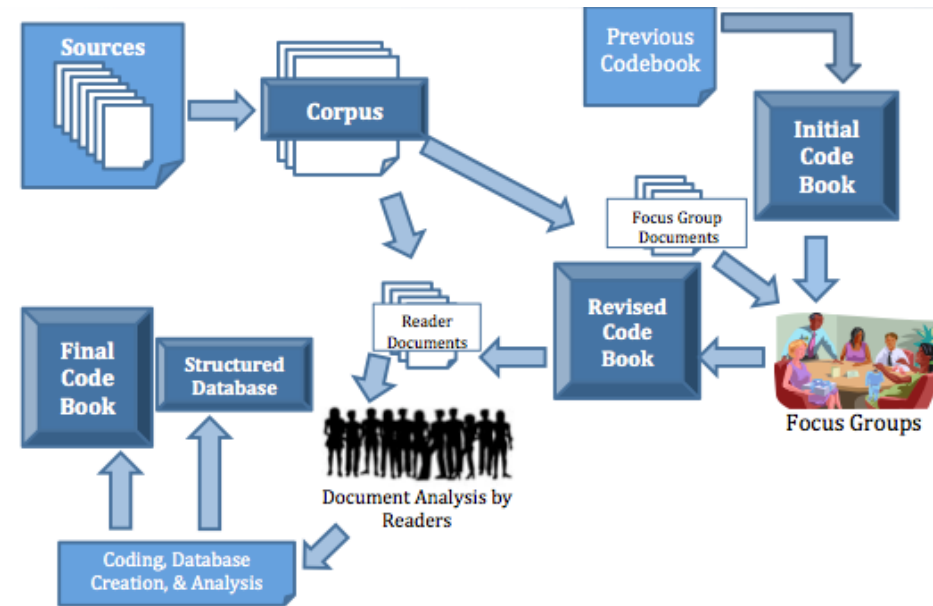 Sources
Corpus
Previous
Codebook
Initial
Code
Book
Focus Group
Documents
Revised
Code
Book
Reader
Documents
Final
Code
Book
Structured
Database
Focus Groups
Document Analysis by
Readers
Coding, Database
Creation, & Analysis